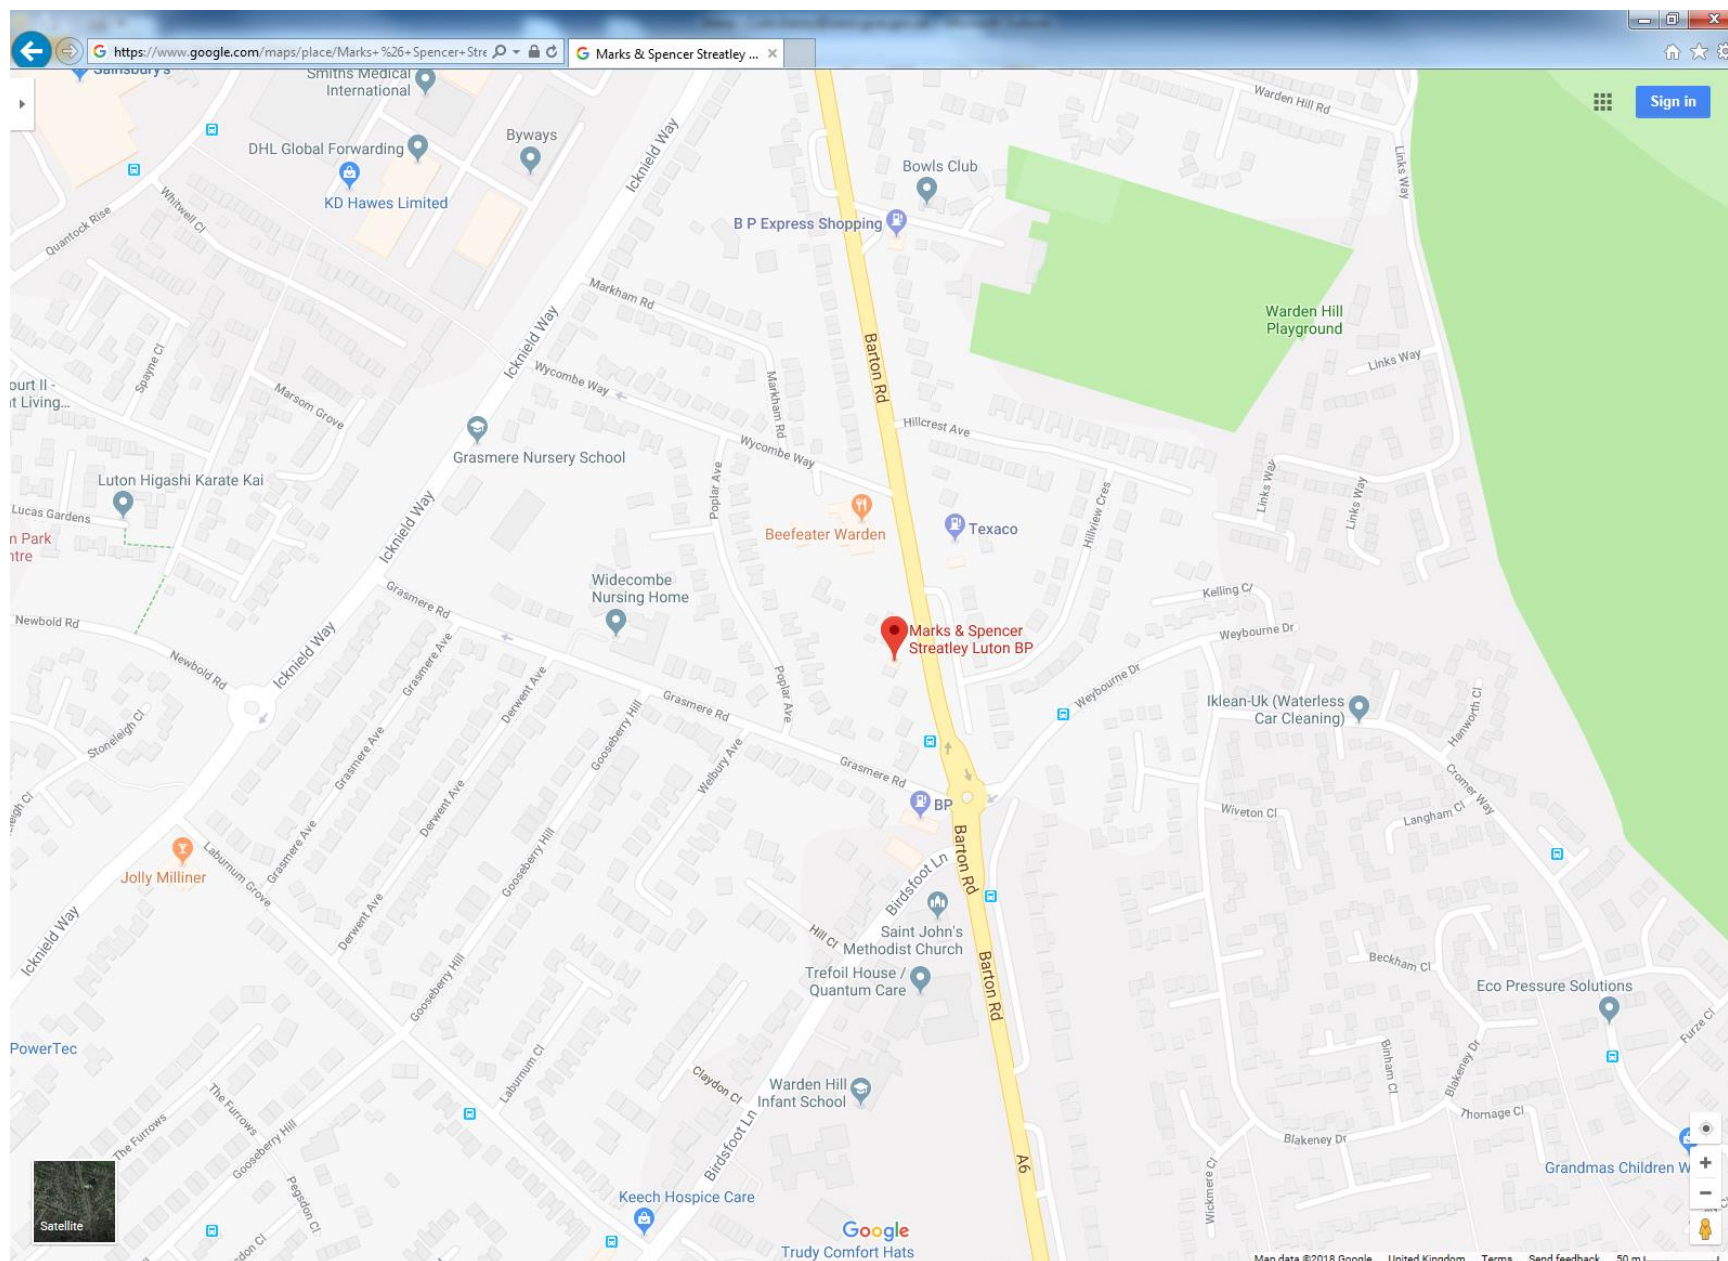 https://www.google.com/maps/place/Marks+%26+Spencer+Stre
Marks & Spencer Streatley ...
Sign in
Sainsbury's
Smiths Medical
International
DHL Global Forwarding
KD Hawes Limited
Byways
Icknield Way
Quantock Rise
Whitwell Cl
Bowls Club
B P Express Shopping
Warden Hill Rd
Links Way
Warden Hill
Playground
Markham Rd
Barton Rd
Icknield Way
Wycombe Way
Markham Rd
Spayne Cl
ourt II -
t Living...
Marsom Grove
Links Way
Hillcrest Ave
Grasmere Nursery School
Wycombe Way
Poplar Ave
Luton Higashi Karate Kai
Lucas Gardens
Icknield Way
Beefeater Warden
Texaco
Hillview Cres
Links Way
Links Way
n Park
ntre
Widecombe
Nursing Home
Grasmere Rd
Kelling Cl
Newbold Rd
Marks & Spencer
Streatley Luton BP
Weybourne Dr
Newbold Rd
Icknield Way
Grasmere Ave
Derwent Ave
Gooseberry Hill
Grasmere Rd
Poplar Ave
Weybourne Dr
Iklean-Uk (Waterless
Car Cleaning)
Hanworth Cl
Stoneleigh Cl
Grasmere Ave
Welbury Ave
Grasmere Rd
Cromer Way
eigh Cl
Derwent Ave
BP
Wiveton Cl
Langham Cl
Jolly Milliner
Laburnum Grove
Grasmere Ave
Gooseberry Hill
Barton Rd
Birdsfoot Ln
Icknield Way
Derwent Ave
Hill Cl
Saint John's
Methodist Church
Trefoil House /
Quantum Care
Barton Rd
Beckham Cl
Eco Pressure Solutions
Gooseberry Hill
Furze Cl
PowerTec
Laburnum Cl
Claydon Cl
Warden Hill
Infant School
Binham Cl
Blakeney Dr
Thornage Cl
The Furrows
The Furrows
Gooseberry Hill
Birdsfoot Ln
Blakeney Dr
A6
Wickmere Cl
Grandmas Children W
Pegsdon Cl
Keech Hospice Care
Satellite
don Cl
Google
Trudy Comfort Hats
Map data ©2018 Google United Kingdom Terms Send feedback 50 m